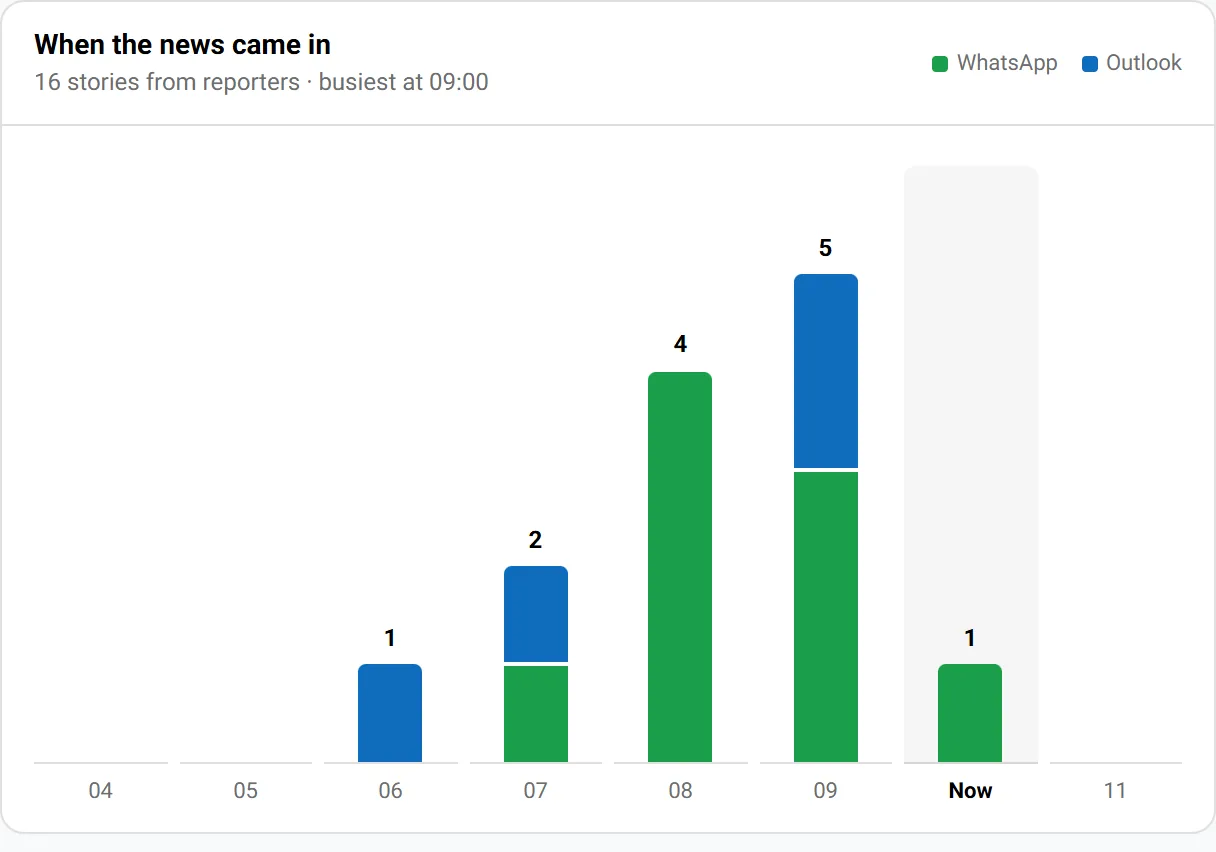 When the news came in
16 stories from reporters · busiest at 09:00
WhatsApp
Outlook
5
4
2
1
1
04
05
06
07
08
09
Now
11